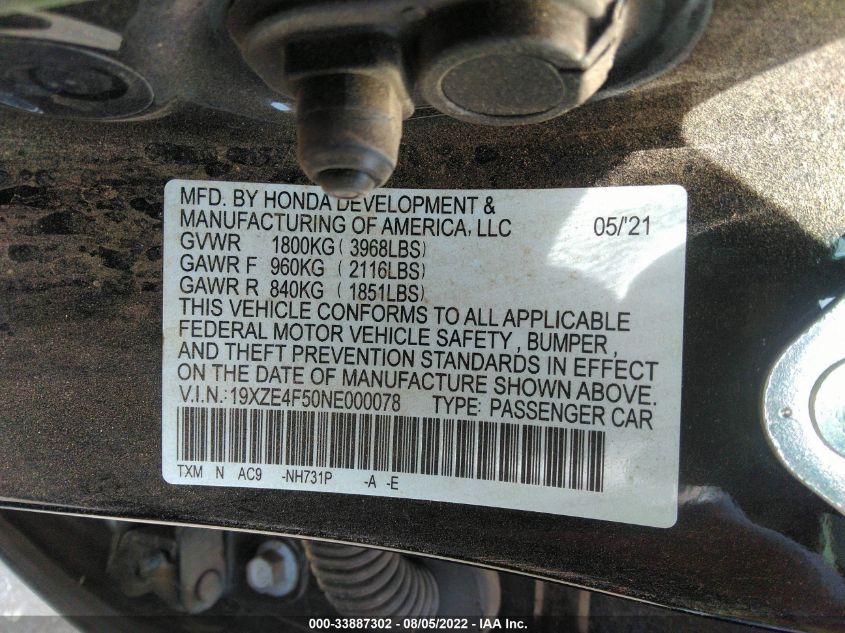 MFD. BY HONDA DEVELOPMENT &
MANUFACTURING OF AMERICA, LLC 05/'21
GVWR 1800KG ( 3968LBS)
GAWR F 960KG ( 2116LBS)
GAWR R 840KG ( 1851LBS)
THIS VEHICLE CONFORMS TO ALL APPLICABLE
FEDERAL MOTOR VEHICLE SAFETY , BUMPER ,
AND THEFT PREVENTION STANDARDS IN EFFECT
ON THE DATE OF MANUFACTURE SHOWN ABOVE.
V.I.N.: 19XZE4F50NE000078 TYPE: PASSENGER CAR
TXM N AC9 -NH731P -A -E
000-33887302 - 08/05/2022 - IAA Inc.